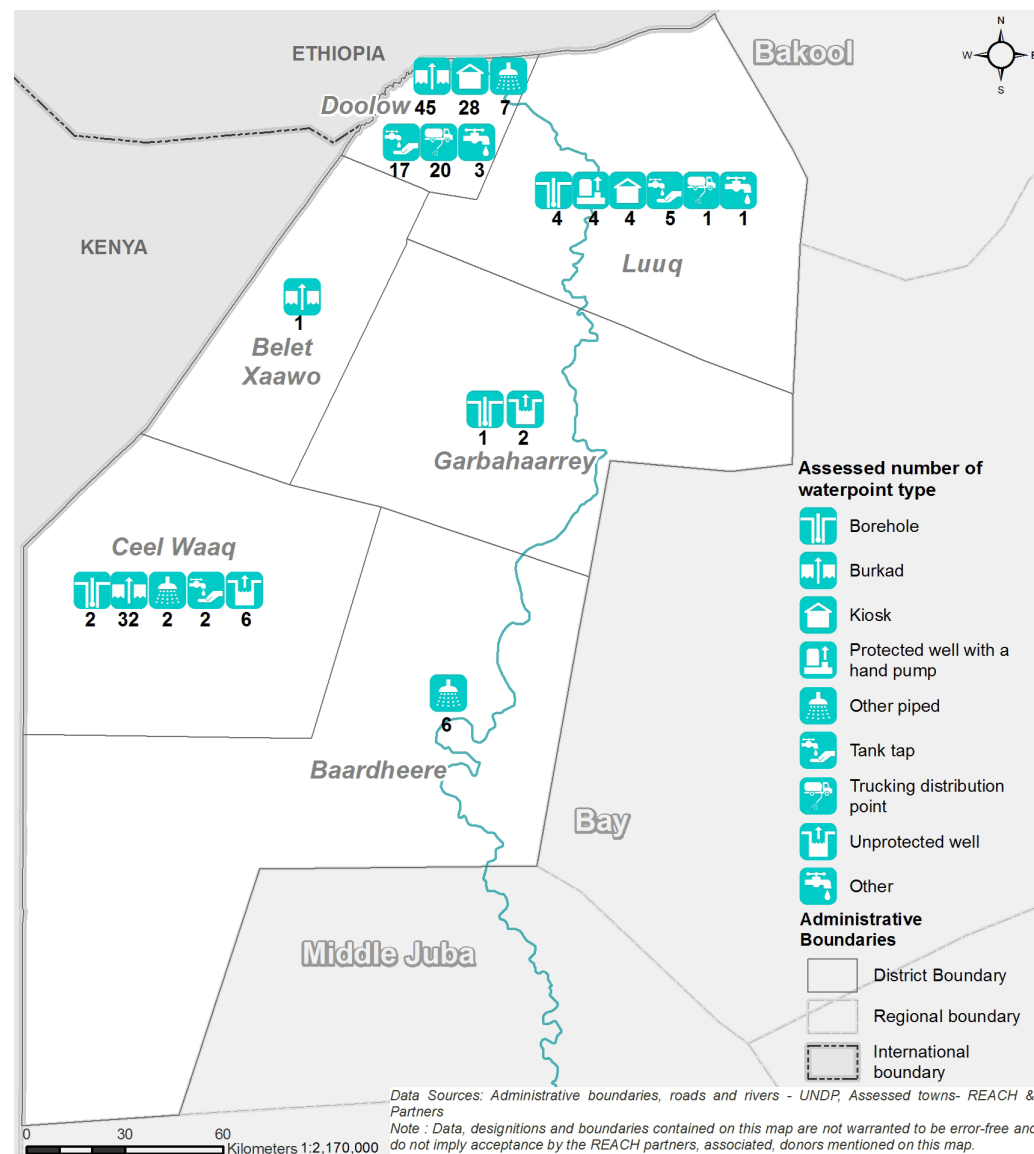 N
W
E
S
ETHIOPIA
Bakool
Doolow
45 28 7
17 20 3
4 4 4 5 1 1
Luuq
KENYA
1
Belet
Xaawo
1 2
Garbahaarrey
Ceel Waaq
2 32 2 2 6
6
Baardheere
Bay
Middle Juba
Assessed number of
waterpoint type
Borehole
Burkad
Kiosk
Protected well with a
hand pump
Other piped
Tank tap
Trucking distribution
point
Unprotected well
Other
Administrative
Boundaries
District Boundary
Regional boundary
International
boundary
Data Sources: Administrative boundaries, roads and rivers - UNDP, Assessed towns- REACH &
Partners
Note : Data, designitions and boundaries contained on this map are not warranted to be error-free and
do not imply acceptance by the REACH partners, associated, donors mentioned on this map.
0 30 60
Kilometers 1:2,170,000